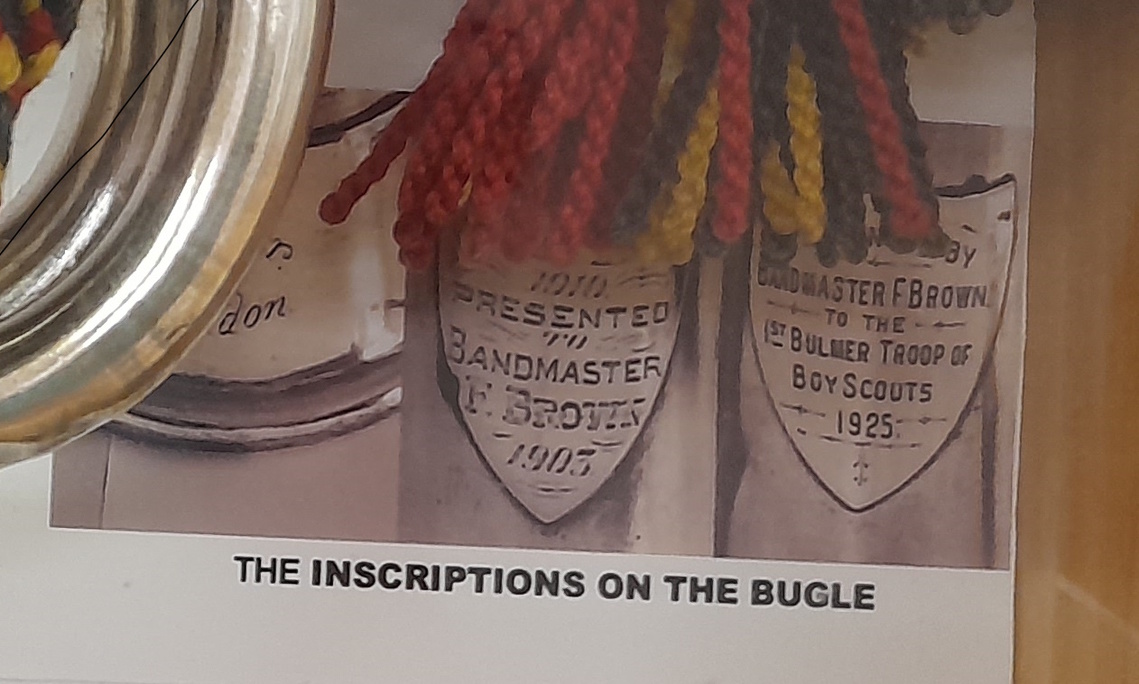 don
PRESENTED
TO
BANDMASTER
F. BROWN
1903
BY
BANDMASTER F BROWN.
TO THE
1ST BULMER TROOP OF
BOY SCOUTS
1925.
THE INSCRIPTIONS ON THE BUGLE